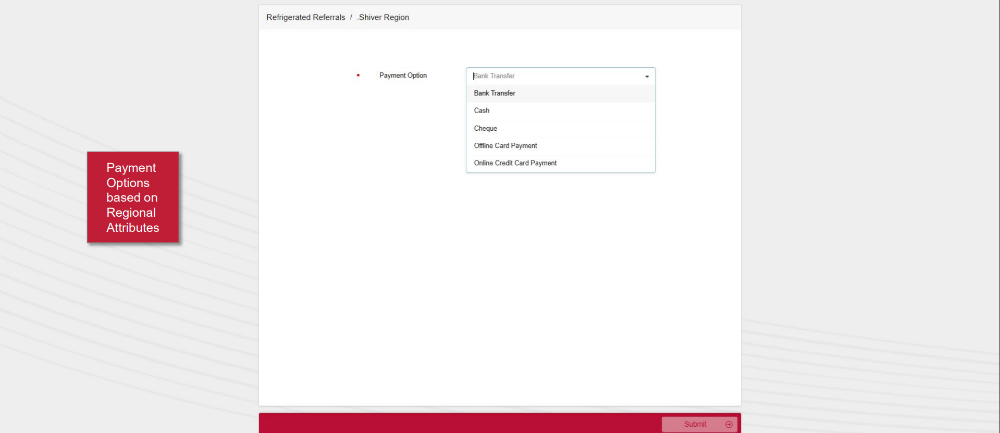 Refrigerated Referrals / .Shiver Region
Payment Option
Bank Transfer
Bank Transfer
Cash
Cheque
Offline Card Payment
Online Credit Card Payment
Payment
Options
based on
Regional
Attributes
Submit